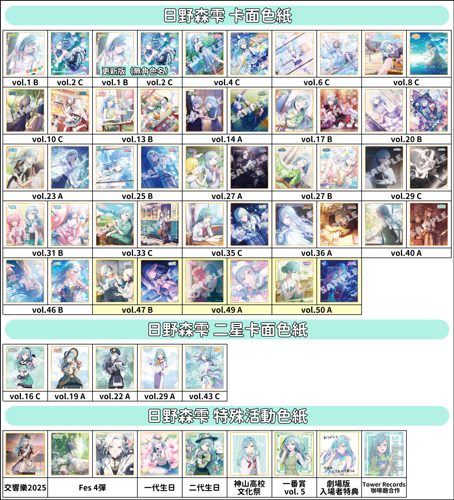 日野森雫 卡面色紙
更新版（無角色名）
vol.1 B vol.2 C vol.1 B vol.2 C vol.4 C vol.6 C vol.8 C
vol.10 C vol.13 B vol.14 A vol.17 B vol.20 B
vol.23 A vol.25 B vol.27 A vol.27 B vol.29 C
vol.31 B vol.33 C vol.35 C vol.36 A vol.40 A
vol.46 B vol.47 B vol.49 A vol.50 A
日野森雫 二星卡面色紙
vol.16 C vol.19 A vol.22 A vol.29 A vol.43 C
日野森雫 特殊活動色紙
交響樂2025 Fes 4彈 一代生日 二代生日 神山高校 文化祭 一番賞 vol. 5 劇場版 入場者特典 Tower Records 咖啡廳合作